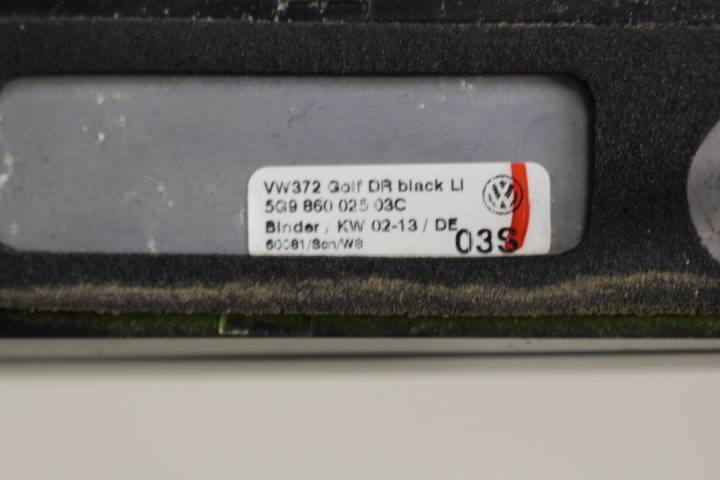 VW372 Golf DR black LI
5G9 860 025 03C
Binder / KW 02-13 / DE
60081/Son/W8
03S